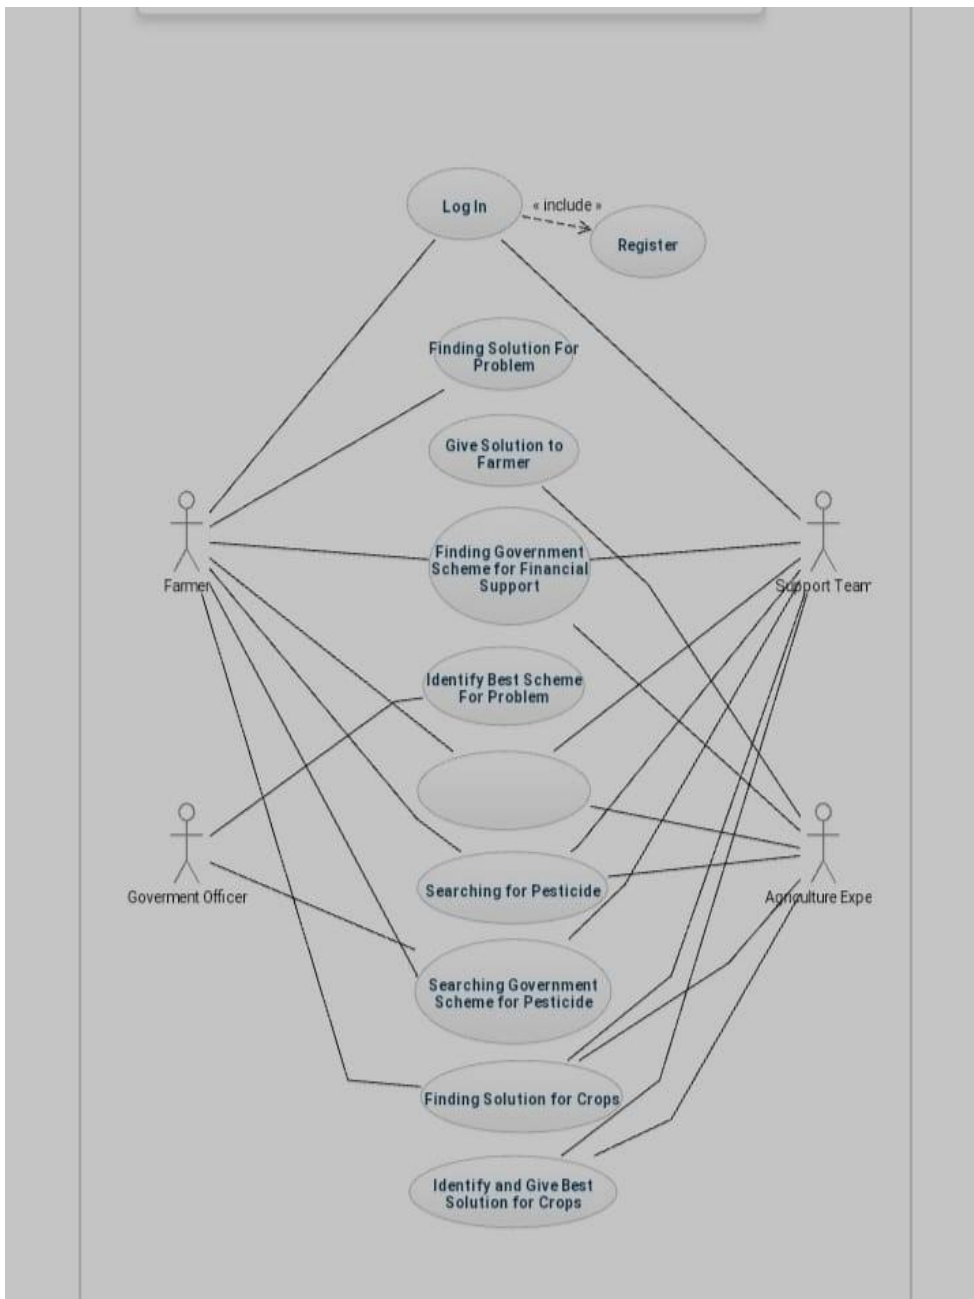 Log In
« include »
Register
Finding Solution For
Problem
Give Solution to
Farmer
Finding Government
Scheme for Financial
Support
Farmer
Support Team
Identify Best Scheme
For Problem
Searching for Pesticide
Goverment Officer
Agriculture Expe
Searching Government
Scheme for Pesticide
Finding Solution for Crops
Identify and Give Best
Solution for Crops